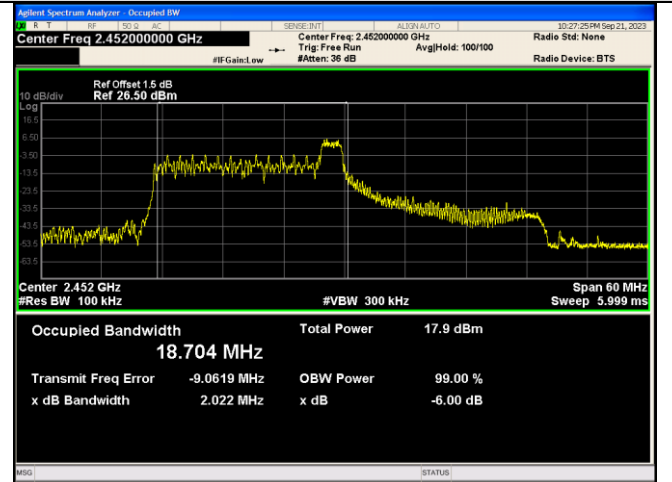 Agilent Spectrum Analyzer - Occupied BW
R T RF 50 Ω AC SENSE:INT ALIGN AUTO 10:27:25 PM Sep 21, 2023
Center Freq 2.452000000 GHz Center Freq: 2.452000000 GHz Radio Std: None
Trig: Free Run Avg|Hold: 100/100
#IFGain:Low #Atten: 36 dB Radio Device: BTS
Ref Offset 1.5 dB
10 dB/div Ref 26.50 dBm
Log
16.5
6.50
-3.50
-13.5
-23.5
-33.5
-43.5
-53.5
-63.5
Center 2.452 GHz Span 60 MHz
#Res BW 100 kHz #VBW 300 kHz Sweep 5.999 ms
Occupied Bandwidth Total Power 17.9 dBm
18.704 MHz
Transmit Freq Error -9.0619 MHz OBW Power 99.00 %
x dB Bandwidth 2.022 MHz x dB -6.00 dB
MSG STATUS